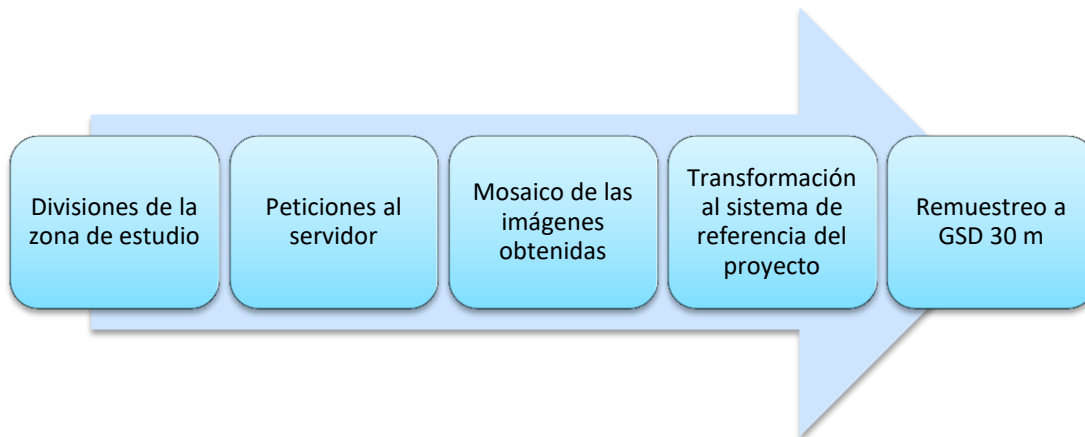 Divisiones de la
zona de estudio
Peticiones al
servidor
Mosaico de las
imágenes
obtenidas
Transformación
al sistema de
referencia del
proyecto
Remuestreo a
GSD 30 m